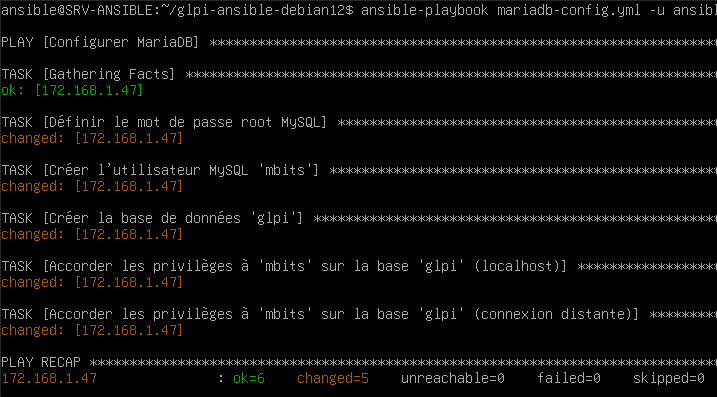 ansible@SRV-ANSIBLE:~/glpi-ansible-debian12$ ansible-playbook mariadb-config.yml -u ansibl
PLAY [Configurer MariaDB] ****************************************************************
TASK [Gathering Facts] *******************************************************************
ok: [172.168.1.47]
TASK [Définir le mot de passe root MySQL] ************************************************
changed: [172.168.1.47]
TASK [Créer l’utilisateur MySQL 'mbits'] *************************************************
changed: [172.168.1.47]
TASK [Créer la base de données 'glpi'] ***************************************************
changed: [172.168.1.47]
TASK [Accorder les privilèges à 'mbits' sur la base 'glpi' (localhost)] ******************
changed: [172.168.1.47]
TASK [Accorder les privilèges à 'mbits' sur la base 'glpi' (connexion distante)] *********
changed: [172.168.1.47]
PLAY RECAP *******************************************************************************
172.168.1.47               : ok=6    changed=5    unreachable=0    failed=0    skipped=0